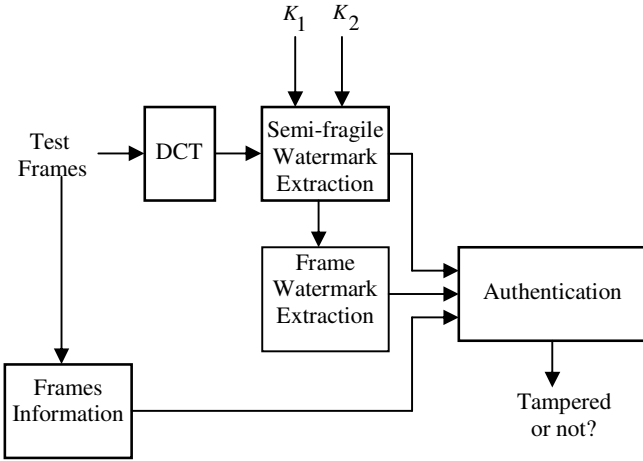 K1 K2
Test
Frames
DCT
Semi-fragile
Watermark
Extraction
Frame
Watermark
Extraction
Authentication
Frames
Information
Tampered
or not?